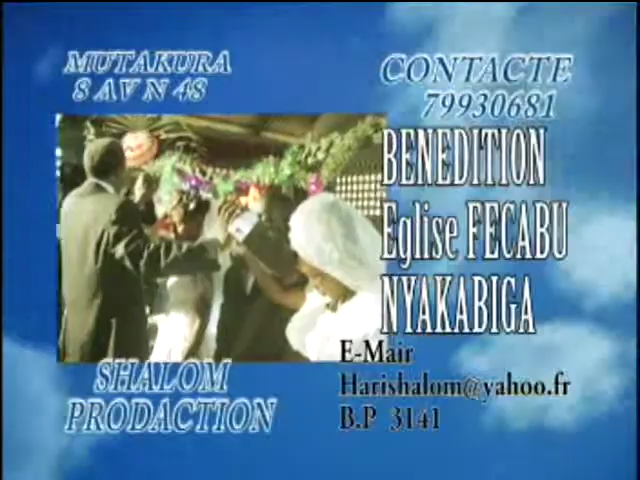 MUTAKURA
8 AV N 48
CONTACTE
79930681
BENEDITION
Eglise FECABU
NYAKABIGA
SHALOM
PRODACTION
E-Mair
Harishalom@yahoo.fr
B.P 3141